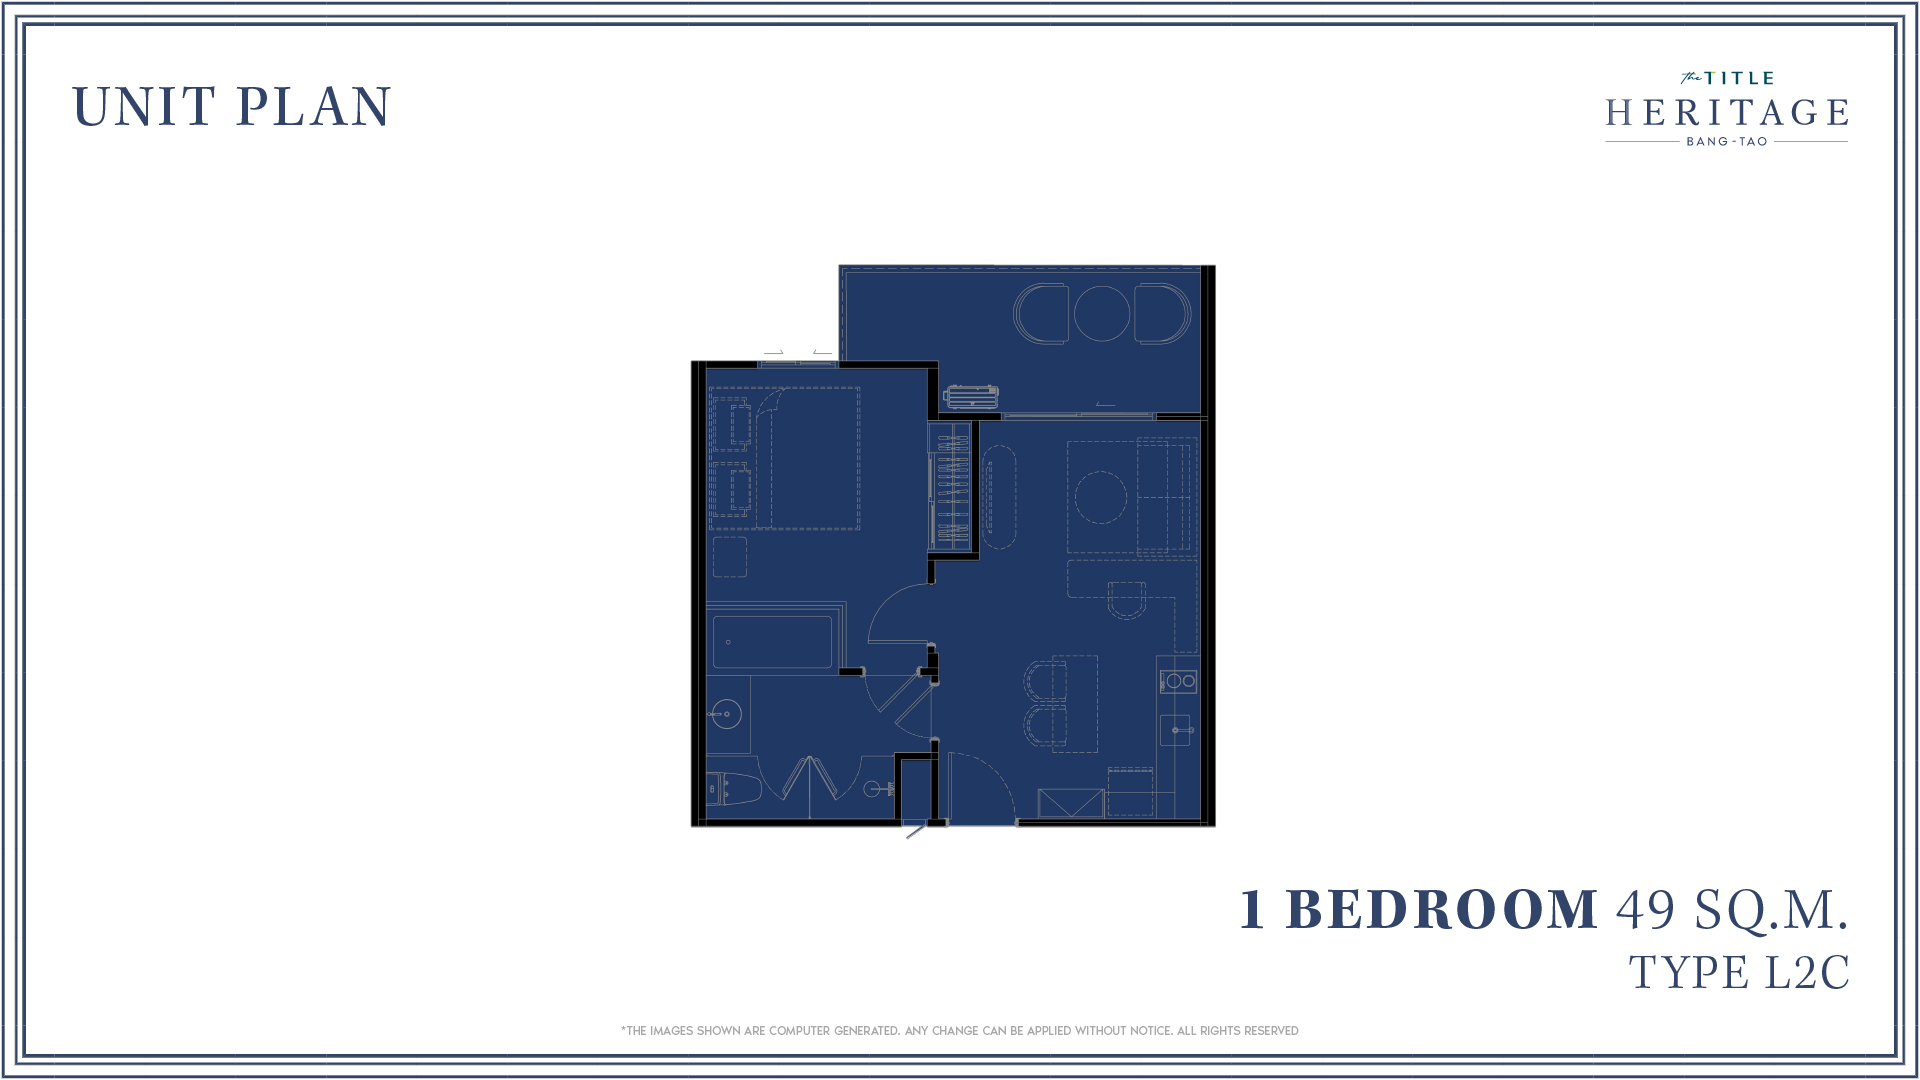 UNIT PLAN
the TITLE
HERITAGE
BANG-TAO
1 BEDROOM 49 SQ.M.
TYPE L2C
*THE IMAGES SHOWN ARE COMPUTER GENERATED. ANY CHANGE CAN BE APPLIED WITHOUT NOTICE. ALL RIGHTS RESERVED